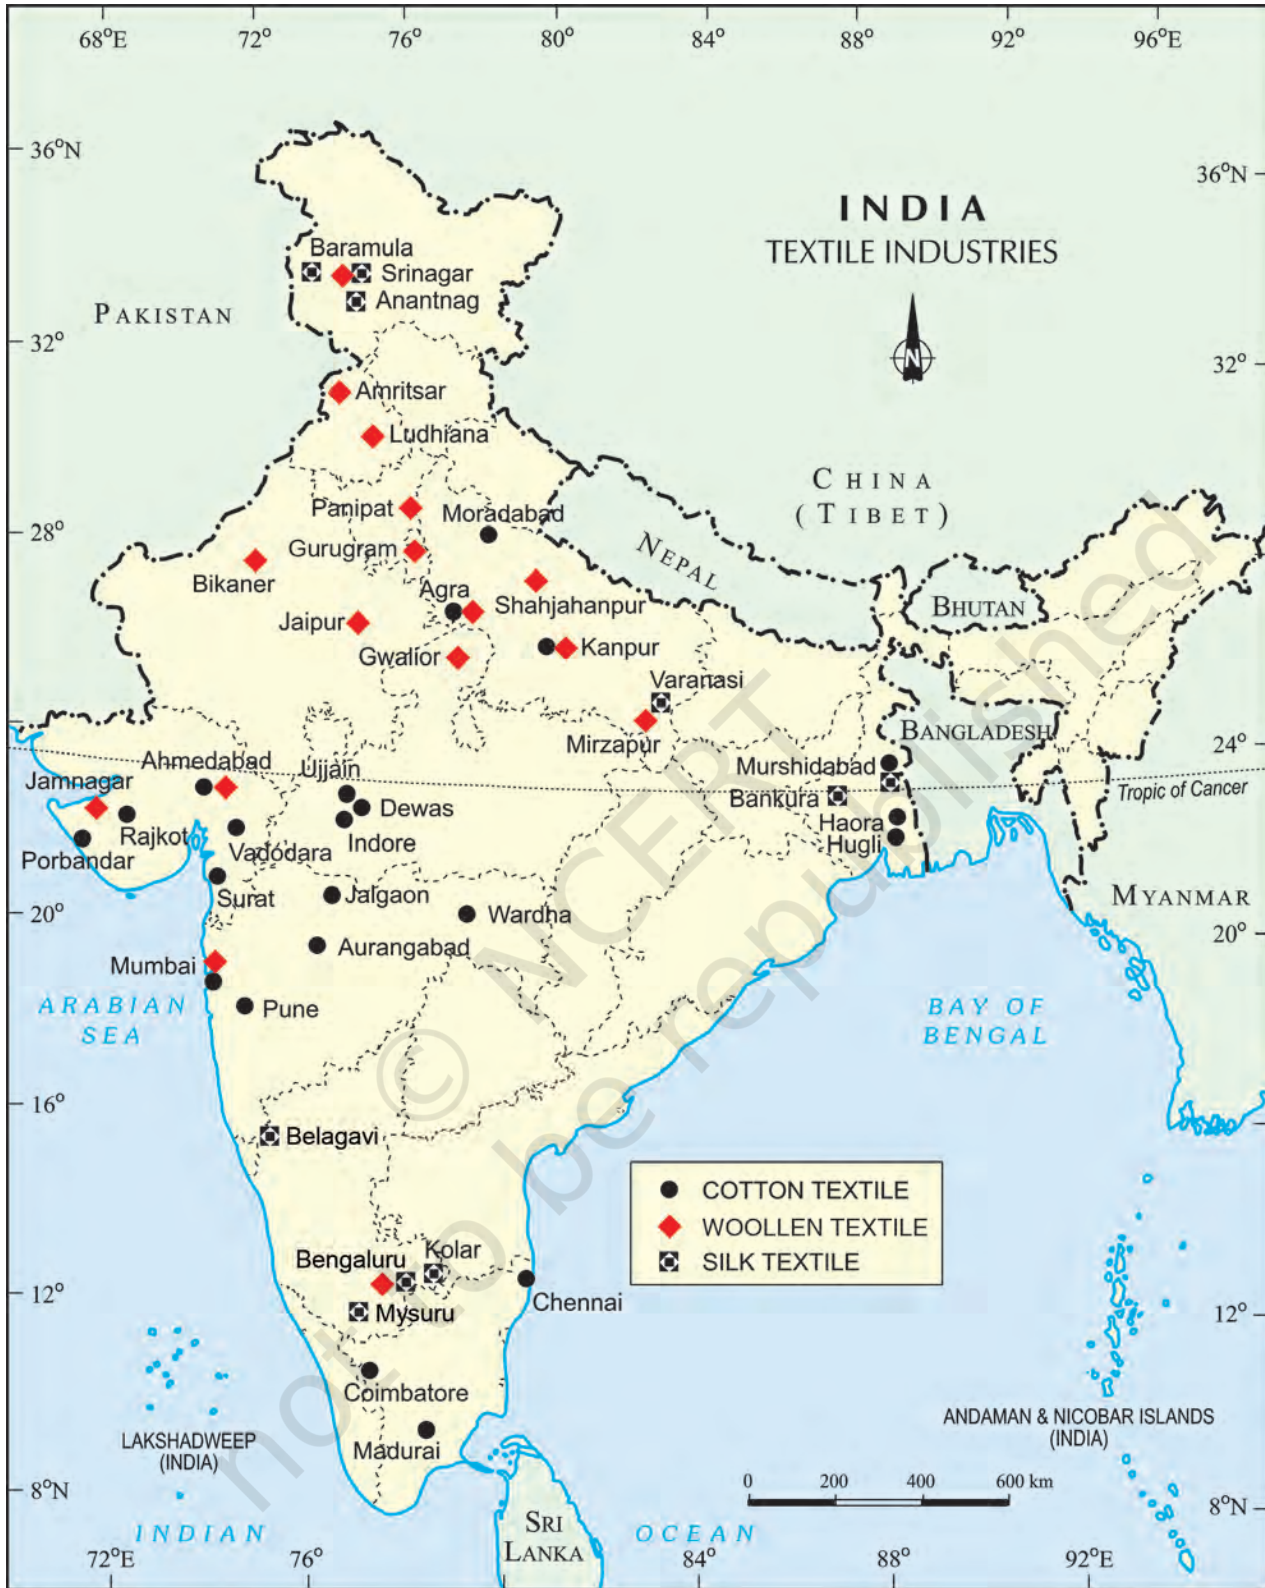 68°E 72° 76° 80° 84° 88° 92° 96°E
36°N
36°N
INDIA
TEXTILE INDUSTRIES
Baramula
Srinagar
Anantnag
PAKISTAN
N
32°
32°
Amritsar
Ludhiana
CHINA
(TIBET)
Panipat
Moradabad
28°
28°
Gurugram
NEPAL
Bikaner
Agra
Shahjahanpur
BHUTAN
Jaipur
Gwalior
Kanpur
Varanasi
Mirzapur
BANGLADESH
24°
Ahmedabad
Ujjain
Murshidabad
Jamnagar
Tropic of Cancer
Dewas
Bankura
Rajkot
Indore
Haora
Porbandar
Vadodara
Hugli
Surat
Jalgaon
MYANMAR
20°
Wardha
20°
Aurangabad
Mumbai
ARABIAN
SEA
Pune
BAY OF
BENGAL
© NCERT
not to be republished
16°
Belagavi
COTTON TEXTILE
WOOLLEN TEXTILE
SILK TEXTILE
Bengaluru
Kolar
12°
Chennai
12°
Mysuru
Coimbatore
Madurai
LAKSHADWEEP
(INDIA)
ANDAMAN & NICOBAR ISLANDS
(INDIA)
0 200 400 600 km
8°N
8°N
INDIAN
OCEAN
SRI
LANKA
72°E 76° 84° 88° 92°E